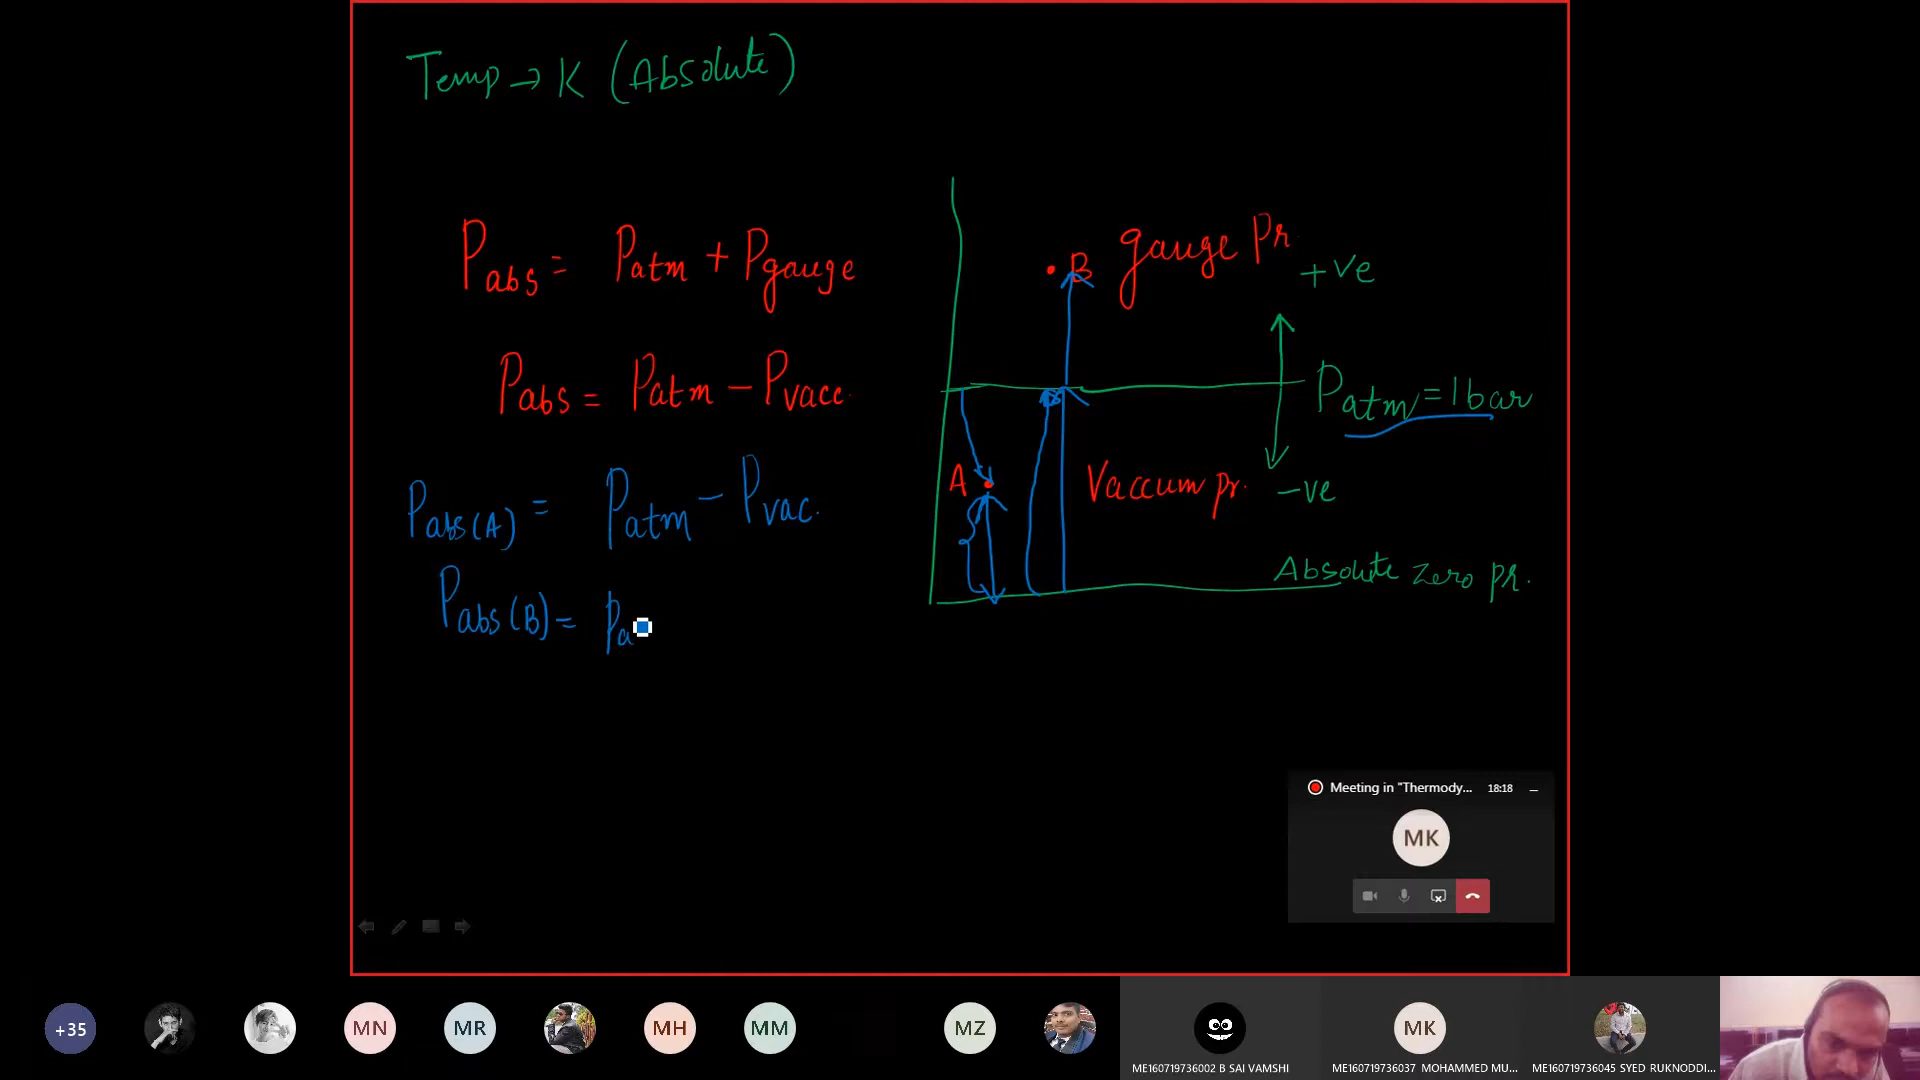 Temp → K (Absolute)
Pabs = Patm + Pgauge
Pabs = Patm - Pvacc.
Pabs(A) = Patm - Pvac.
Pabs(B) = Pa
B gauge Pr
+ve
Patm = 1bar
A Vaccum pr. -ve
Absolute Zero pr.
Meeting in "Thermody... 18:18
MK
+35 MN MR MH MM MZ MK
ME160719736002 B SAI VAMSHI ME160719736037 MOHAMMED MU... ME160719736045 SYED RUKNODDI...